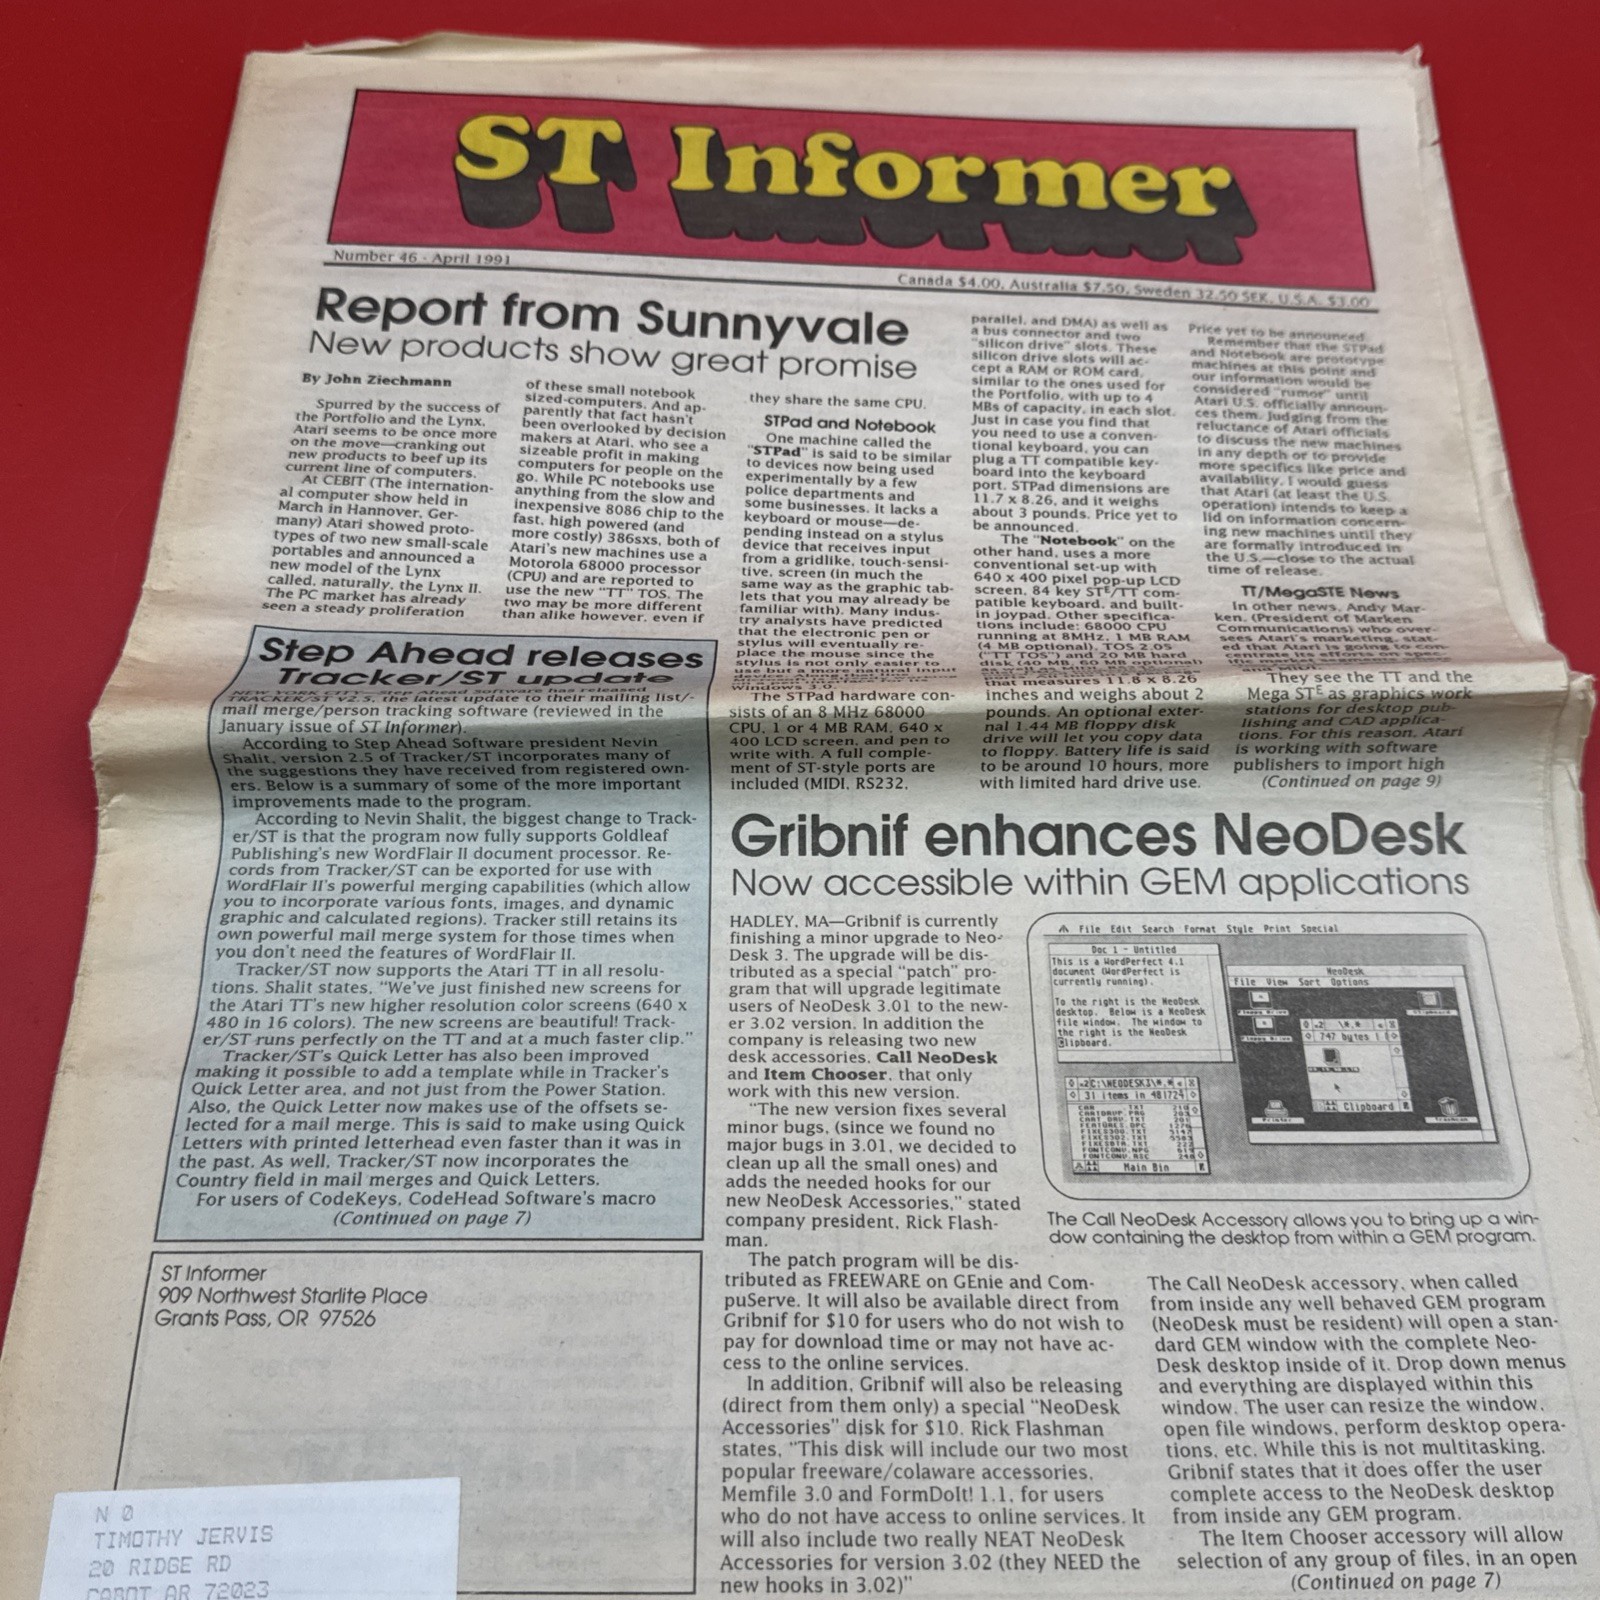 ST Informer
Number 46 - April 1991
Canada $4.00, Australia $7.50, Sweden 32.50 SEK, U.S.A. $3.00
Report from Sunnyvale
New products show great promise
By John Ziechmann
Spurred by the success of
the Portfolio and the Lynx,
Atari seems to be once more
on the move—cranking out
new products to beef up its
current line of computers.
At CEBIT (The internation-
al computer show held in
March in Hannover, Ger-
many) Atari showed proto-
types of two new small-scale
portables and announced a
new model of the Lynx
called, naturally, the Lynx II.
The PC market has already
seen a steady proliferation
of these small notebook
sized-computers. And ap-
parently that fact hasn't
been overlooked by decision
makers at Atari, who see a
sizeable profit in making
computers for people on the
go. While PC notebooks use
anything from the slow and
inexpensive 8086 chip to the
fast, high powered (and
more costly) 386sxs, both of
Atari's new machines use a
Motorola 68000 processor
(CPU) and are reported to
use the new "TT" TOS. The
two may be more different
than alike however, even if
they share the same CPU.
STPad and Notebook
One machine called the
"STPad" is said to be similar
to devices now being used
experimentally by a few
police departments and
some businesses. It lacks a
keyboard or mouse—de-
pending instead on a stylus
device that receives input
from a gridlike, touch-sensi-
tive, screen (in much the
same way as the graphic tab-
lets that you may already be
familiar with). Many indus-
try analysts have predicted
that the electronic pen or
stylus will eventually re-
place the mouse since the
stylus is not only easier to
use but a more natural input
windows 3.0.
The STPad hardware con-
sists of an 8 MHz 68000
CPU, 1 or 4 MB RAM, 640 x
400 LCD screen, and pen to
write with. A full comple-
ment of ST-style ports are
included (MIDI, RS232,
parallel, and DMA) as well as
a bus connector and two
"silicon drive" slots. These
silicon drive slots will ac-
cept a RAM or ROM card,
similar to the ones used for
the Portfolio, with up to 4
MBs of capacity, in each slot.
Just in case you find that
you need to use a conven-
tional keyboard, you can
plug a TT compatible key-
board into the keyboard
port. STPad dimensions are
11.7 x 8.26, and it weighs
about 3 pounds. Price yet to
be announced.
The "Notebook" on the
other hand, uses a more
conventional set-up with
640 x 400 pixel pop-up LCD
screen, 84 key STE/TT com-
patible keyboard, and built-
in joypad. Other specifica-
tions include: 68000 CPU
running at 8MHz, 1 MB RAM
(4 MB optional), TOS 2.05
("TT TOS") and 20 MB hard
disk (40 MB, 60 MB optional)
that measures 11.8 x 8.26
inches and weighs about 2
pounds. An optional exter-
nal 1.44 MB floppy disk
drive will let you copy data
to floppy. Battery life is said
to be around 10 hours, more
with limited hard drive use.
Price yet to be announced.
Remember that the STPad
and Notebook are prototype
machines at this point and
our information would be
considered "rumor" until
Atari U.S. officially announ-
ces them. Judging from the
reluctance of Atari officials
to discuss the new machines
in any depth or to provide
more specifics like price and
availability, I would guess
that Atari (at least the U.S.
operation) intends to keep a
lid on information concern-
ing new machines until they
are formally introduced in
the U.S.—close to the actual
time of release.
TT/MegaSTE News
In other news, Andy Mar-
ken, (President of Marken
Communications) who over-
sees Atari's marketing, stat-
ed that Atari is going to con-
centrate its efforts on spec-
ific market segments
They see the TT and the
Mega STE as graphics work
stations for desktop pub-
lishing and CAD applica-
tions. For this reason, Atari
is working with software
publishers to import high
(Continued on page 9)
Step Ahead releases
Tracker/ST update
NEW YORK CITY—Step Ahead Software has released
TRACKER/ST v2.5, the latest update to their mailing list/-
mail merge/person tracking software (reviewed in the
January issue of ST Informer).
According to Step Ahead Software president Nevin
Shalit, version 2.5 of Tracker/ST incorporates many of
the suggestions they have received from registered own-
ers. Below is a summary of some of the more important
improvements made to the program.
According to Nevin Shalit, the biggest change to Track-
er/ST is that the program now fully supports Goldleaf
Publishing's new WordFlair II document processor. Re-
cords from Tracker/ST can be exported for use with
WordFlair II's powerful merging capabilities (which allow
you to incorporate various fonts, images, and dynamic
graphic and calculated regions). Tracker still retains its
own powerful mail merge system for those times when
you don't need the features of WordFlair II.
Tracker/ST now supports the Atari TT in all resolu-
tions. Shalit states, "We've just finished new screens for
the Atari TT's new higher resolution color screens (640 x
480 in 16 colors). The new screens are beautiful! Track-
er/ST runs perfectly on the TT and at a much faster clip."
Tracker/ST's Quick Letter has also been improved
making it possible to add a template while in Tracker's
Quick Letter area, and not just from the Power Station.
Also, the Quick Letter now makes use of the offsets se-
lected for a mail merge. This is said to make using Quick
Letters with printed letterhead even faster than it was in
the past. As well, Tracker/ST now incorporates the
Country field in mail merges and Quick Letters.
For users of CodeKeys, CodeHead Software's macro
(Continued on page 7)
ST Informer
909 Northwest Starlite Place
Grants Pass, OR 97526
N 0
TIMOTHY JERVIS
20 RIDGE RD
CABOT AR 72023
Gribnif enhances NeoDesk
Now accessible within GEM applications
HADLEY, MA—Gribnif is currently
finishing a minor upgrade to Neo-
Desk 3. The upgrade will be dis-
tributed as a special "patch" pro-
gram that will upgrade legitimate
users of NeoDesk 3.01 to the new-
er 3.02 version. In addition the
company is releasing two new
desk accessories, Call NeoDesk
and Item Chooser, that only
work with this new version.
"The new version fixes several
minor bugs, (since we found no
major bugs in 3.01, we decided to
clean up all the small ones) and
adds the needed hooks for our
new NeoDesk Accessories," stated
company president, Rick Flash-
man.
The patch program will be dis-
tributed as FREEWARE on GEnie and Com-
puServe. It will also be available direct from
Gribnif for $10 for users who do not wish to
pay for download time or may not have ac-
cess to the online services.
In addition, Gribnif will also be releasing
(direct from them only) a special "NeoDesk
Accessories" disk for $10. Rick Flashman
states, "This disk will include our two most
popular freeware/colaware accessories,
Memfile 3.0 and FormDoIt! 1.1, for users
who do not have access to online services. It
will also include two really NEAT NeoDesk
Accessories for version 3.02 (they NEED the
new hooks in 3.02)"
File Edit Search Format Style Print Special
Doc 1 - Untitled
This is a WordPerfect 4.1
document (WordPerfect is
currently running).
To the right is the NeoDesk
desktop. Below is a NeoDesk
file window. The window to
the right is the NeoDesk
Clipboard.
NeoDesk
File View Sort Options
\*.*
747 bytes
Clipboard
Printer
Trashcan
C:\NEODESK3\*.*
31 items in 481724
Main Bin
The Call NeoDesk Accessory allows you to bring up a win-
dow containing the desktop from within a GEM program.
The Call NeoDesk accessory, when called
from inside any well behaved GEM program
(NeoDesk must be resident) will open a stan-
dard GEM window with the complete Neo-
Desk desktop inside of it. Drop down menus
and everything are displayed within this
window. The user can resize the window,
open file windows, perform desktop opera-
tions, etc. While this is not multitasking,
Gribnif states that it does offer the user
complete access to the NeoDesk desktop
from inside any GEM program.
The Item Chooser accessory will allow
selection of any group of files, in an open
(Continued on page 7)